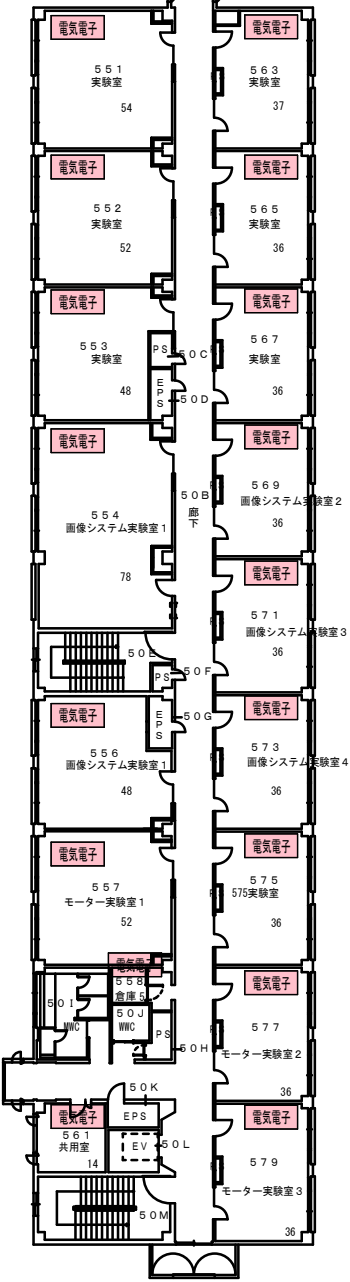 電気電子
５５１
実験室
54
電気電子
５６３
実験室
37
電気電子
５５２
実験室
52
電気電子
５６５
実験室
36
電気電子
５５３
実験室
48
PS
５０C
EPS
５０D
電気電子
５６７
実験室
36
電気電子
５５４
画像システム実験室1
78
５０B
廊下
電気電子
５６９
画像システム実験室2
36
電気電子
５７１
画像システム実験室3
36
５０E
PS
５０F
電気電子
５５６
画像システム実験室1
48
EPS
５０G
電気電子
５７３
画像システム実験室4
36
電気電子
５５７
モーター実験室1
52
電気電子
５７５
575実験室
36
電気電子
５５８
倉庫5
５０I
MWC
５０J
WWC
PS
５０H
電気電子
５７７
モーター実験室2
36
５０K
電気電子
５６１
共用室
14
EPS
EV
５０L
電気電子
５７９
モーター実験室3
36
５０M